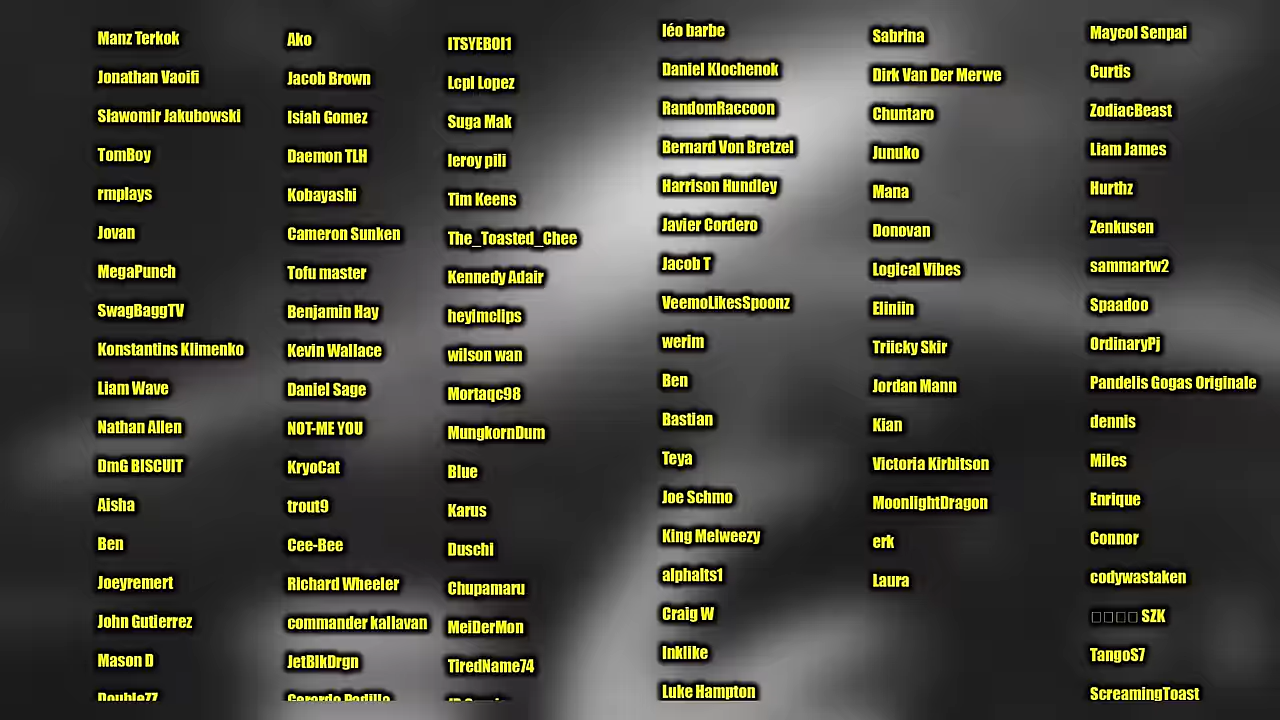 Manz Terkok
Jonathan Vaoifi
Sławomir Jakubowski
TomBoy
rmplays
Jovan
MegaPunch
SwagBaggTV
Konstantins Klimenko
Liam Wave
Nathan Allen
DmG BISCUIT
Aisha
Ben
Joeyremert
John Gutierrez
Mason D
Double77
Ako
Jacob Brown
Isiah Gomez
Daemon TLH
Kobayashi
Cameron Sunken
Tofu master
Benjamin Hay
Kevin Wallace
Daniel Sage
NOT-ME YOU
KryoCat
trout9
Cee-Bee
Richard Wheeler
commander kallavan
JetBlkDrgn
Gerardo Padilla
ITSYEBOI1
Lcpl Lopez
Suga Mak
leroy pili
Tim Keens
The_Toasted_Chee
Kennedy Adair
heyimclips
wilson wan
Mortaqc98
MungkornDum
Blue
Karus
Duschi
Chupamaru
MeiDerMon
TiredName74
léo barbe
Daniel Klochenok
RandomRaccoon
Bernard Von Bretzel
Harrison Hundley
Javier Cordero
Jacob T
VeemoLikesSpoonz
werim
Ben
Bastian
Teya
Joe Schmo
King Melweezy
alphalts1
Craig W
Inklike
Luke Hampton
Sabrina
Dirk Van Der Merwe
Chuntaro
Junuko
Mana
Donovan
Logical Vibes
Eliniin
Triicky Skir
Jordan Mann
Kian
Victoria Kirbitson
MoonlightDragon
erk
Laura
Maycol Senpai
Curtis
ZodiacBeast
Liam James
Hurthz
Zenkusen
sammartw2
Spaadoo
OrdinaryPj
Pandelis Gogas Originale
dennis
Miles
Enrique
Connor
codywastaken
SZK
TangoS7
ScreamingToast